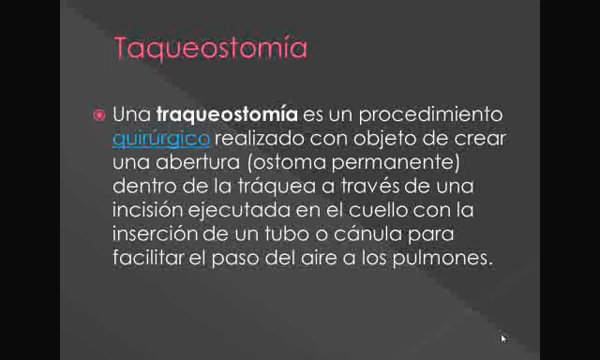 Taqueostomía
Una traqueostomía es un procedimiento
quirúrgico realizado con objeto de crear
una abertura (ostoma permanente)
dentro de la tráquea a través de una
incisión ejecutada en el cuello con la
inserción de un tubo o cánula para
facilitar el paso del aire a los pulmones.